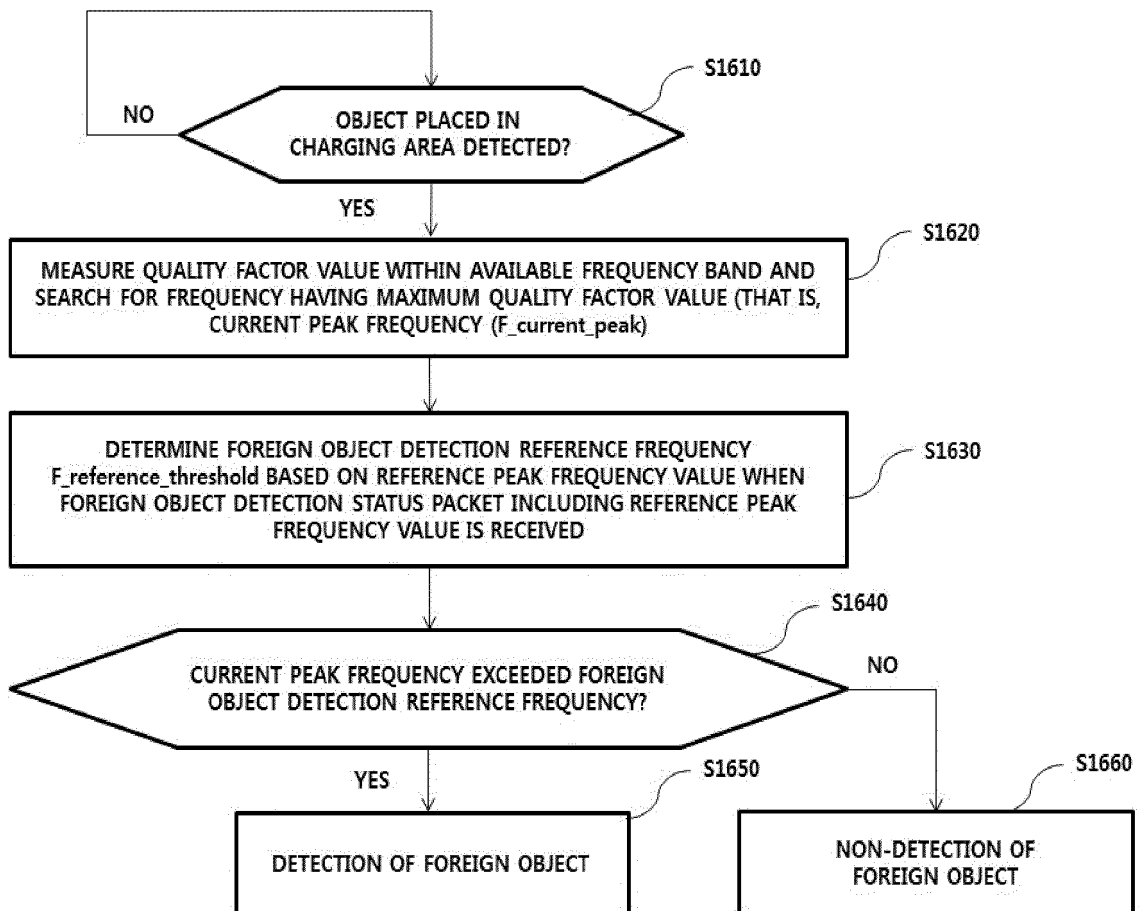 S1610
NO
OBJECT PLACED IN
CHARGING AREA DETECTED?
YES
S1620
MEASURE QUALITY FACTOR VALUE WITHIN AVAILABLE FREQUENCY BAND AND
SEARCH FOR FREQUENCY HAVING MAXIMUM QUALITY FACTOR VALUE (THAT IS,
CURRENT PEAK FREQUENCY (F_current_peak)
S1630
DETERMINE FOREIGN OBJECT DETECTION REFERENCE FREQUENCY
F_reference_threshold BASED ON REFERENCE PEAK FREQUENCY VALUE WHEN
FOREIGN OBJECT DETECTION STATUS PACKET INCLUDING REFERENCE PEAK
FREQUENCY VALUE IS RECEIVED
S1640
CURRENT PEAK FREQUENCY EXCEEDED FOREIGN
OBJECT DETECTION REFERENCE FREQUENCY?
NO
YES
S1650
S1660
DETECTION OF FOREIGN OBJECT
NON-DETECTION OF
FOREIGN OBJECT